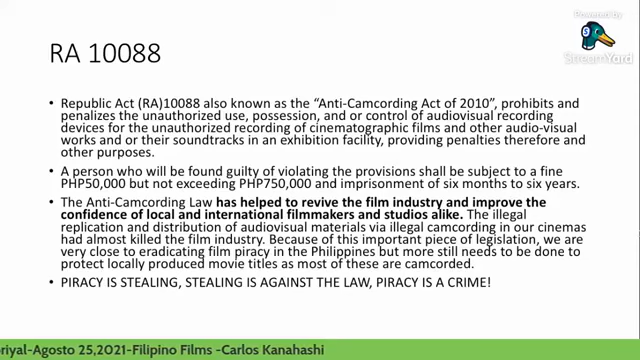 Powered by
StreamYard
RA 10088
• Republic Act (RA)10088 also known as the “Anti-Camcording Act of 2010”, prohibits and
penalizes the unauthorized use, possession, and or control of audiovisual recording
devices for the unauthorized recording of cinematographic films and other audio-visual
works and or their soundtracks in an exhibition facility, providing penalties therefore and
other purposes.
• A person who will be found guilty of violating the provisions shall be subject to a fine
PHP50,000 but not exceeding PHP750,000 and imprisonment of six months to six years.
• The Anti-Camcording Law has helped to revive the film industry and improve the
confidence of local and international filmmakers and studios alike. The illegal
replication and distribution of audiovisual materials via illegal camcording in our cinemas
had almost killed the film industry. Because of this important piece of legislation, we are
very close to eradicating film piracy in the Philippines but more still needs to be done to
protect locally produced movie titles as most of these are camcorded.
• PIRACY IS STEALING, STEALING IS AGAINST THE LAW, PIRACY IS A CRIME!
riyal-Agosto 25,2021-Filipino Films -Carlos Kanahashi